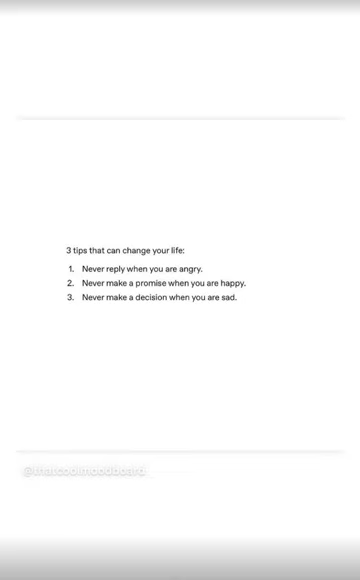 3 tips that can change your life:
1. Never reply when you are angry.
2. Never make a promise when you are happy.
3. Never make a decision when you are sad.
@thatcoolmoodboard